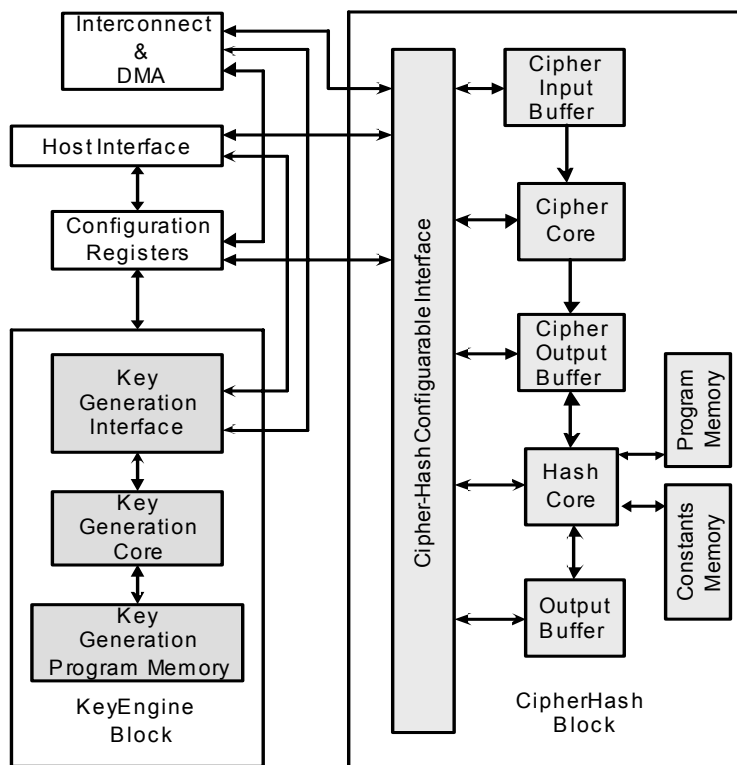 Interconnect
&
DMA
Host Interface
Configuration
Registers
Key
Generation
Interface
Key
Generation
Core
Key
Generation
Program Memory
KeyEngine
Block
Cipher-Hash Configuarable Interface
Cipher
Input
Buffer
Cipher
Core
Cipher
Output
Buffer
Hash
Core
Output
Buffer
Program
Memory
Constants
Memory
CipherHash
Block